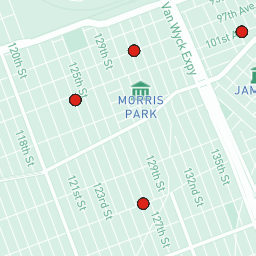 97th Ave
101st A
Van Wyck Expy
120th St
129th St
125th St
MORRIS
PARK
JAM
118th St
121st St
123rd St
129th St
127th St
132nd St
135th St